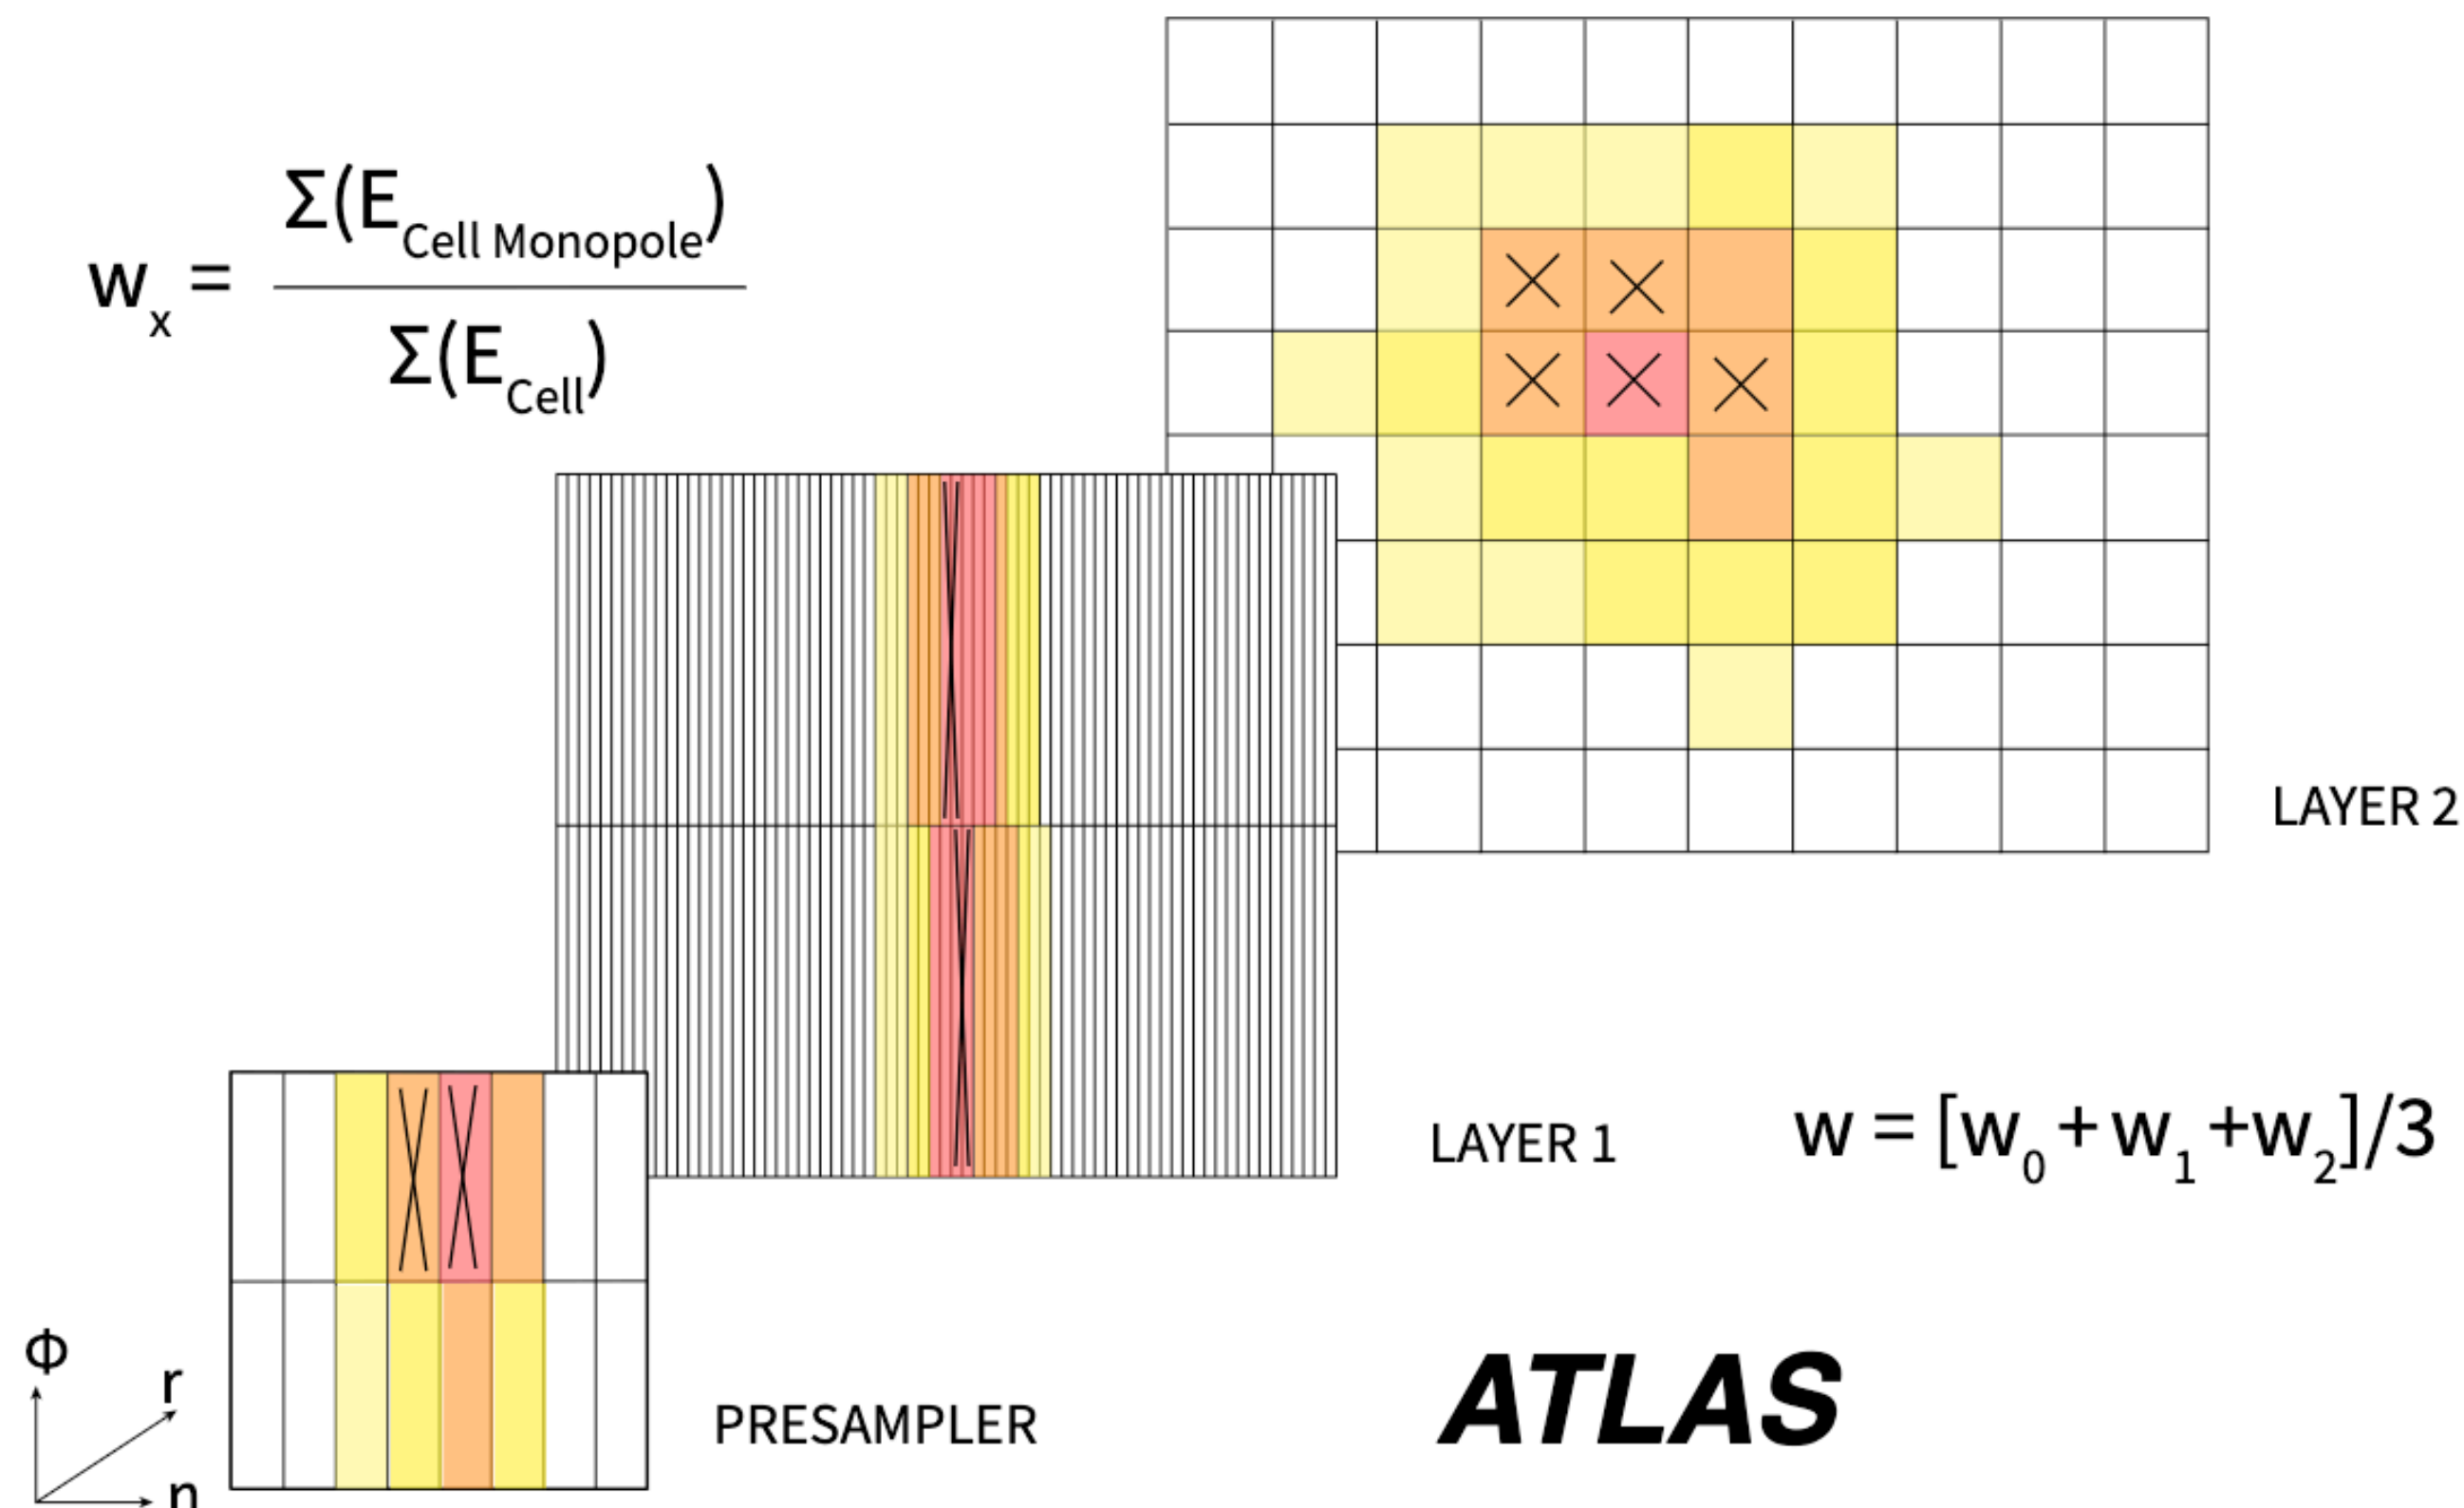 Σ(E_Cell Monopole)
w_x =
Σ(E_Cell)
LAYER 2
LAYER 1
w = [w_0 + w_1 +w_2]/3
Φ
r
n
PRESAMPLER
ATLAS